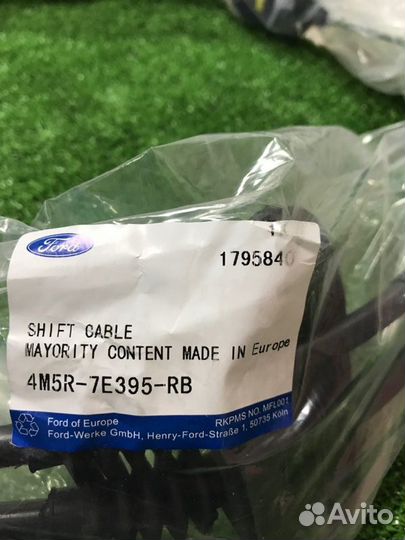 Ford
1795840
SHIFT CABLE
MAYORITY CONTENT MADE IN Europe
4M5R-7E395-RB
Ford of Europe
RKPMS NO. MFL001
Ford-Werke GmbH, Henry-Ford-Straße 1, 50735 Köln
Avito